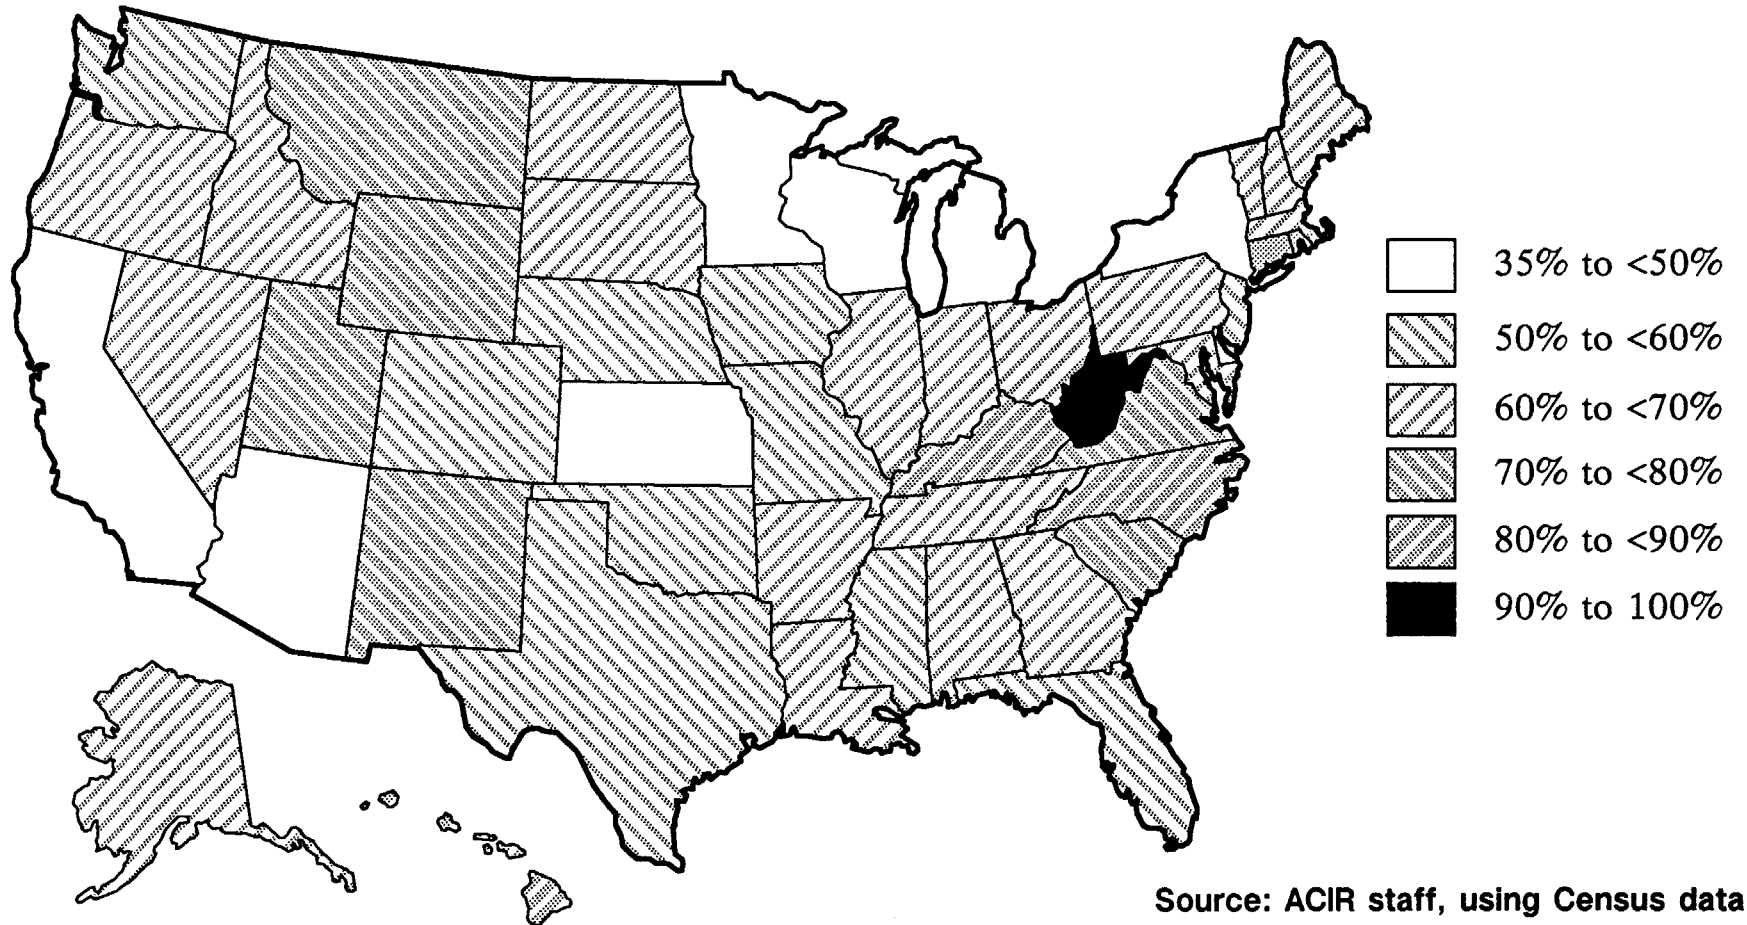 35% to <50%
50% to <60%
60% to <70%
70% to <80%
80% to <90%
90% to 100%
Source: ACIR staff, using Census data